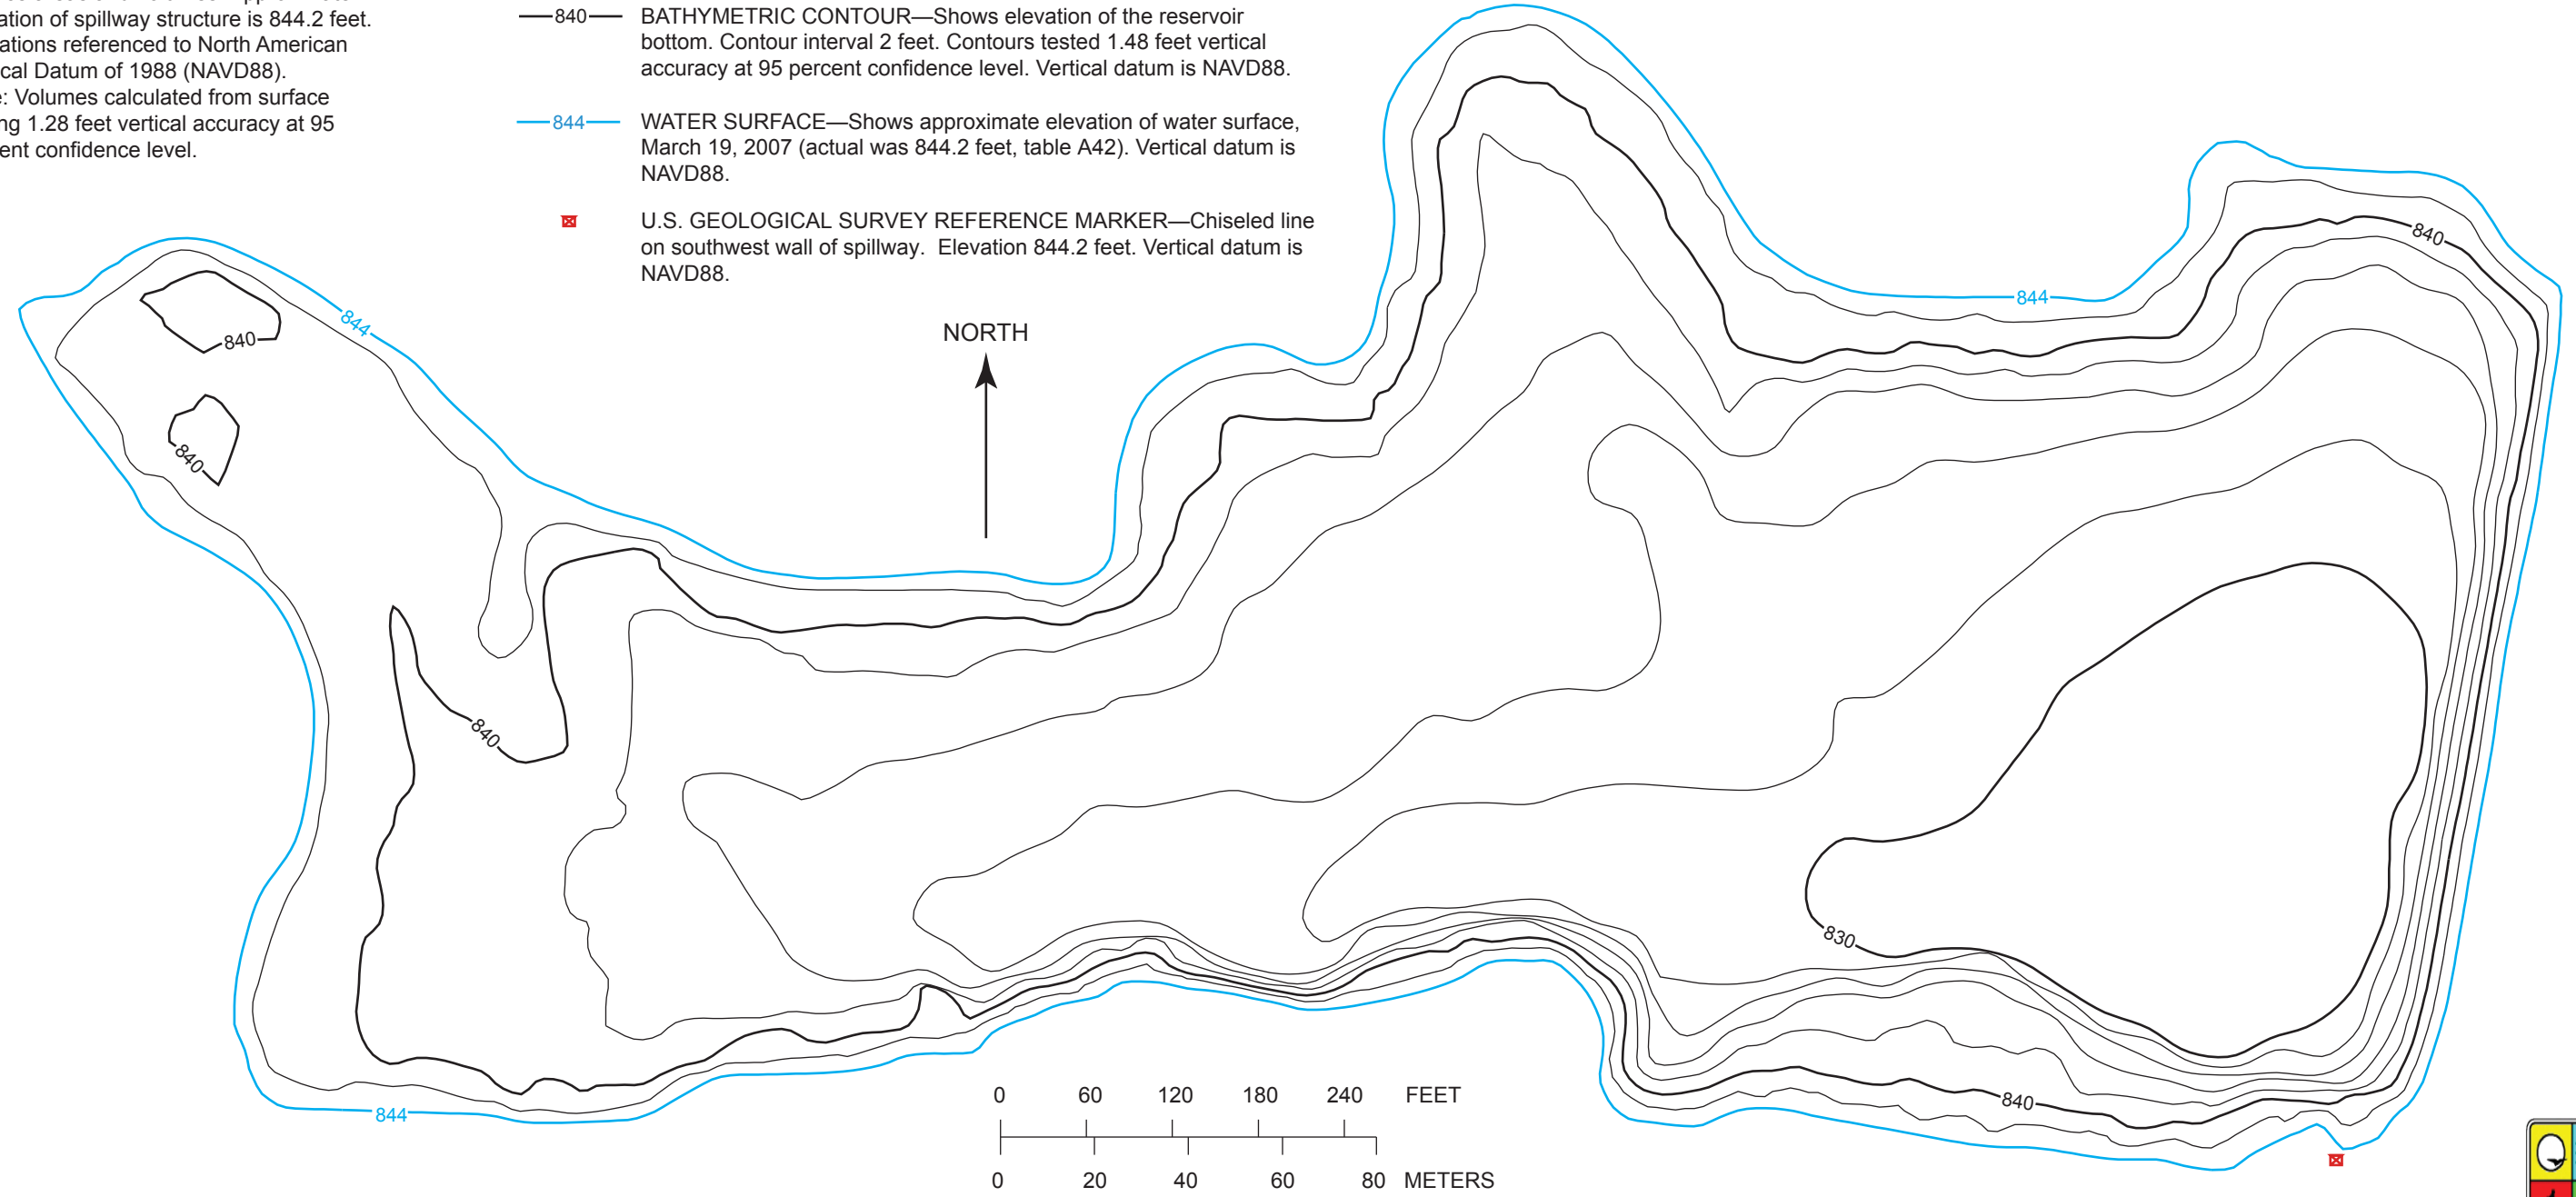 ation of spillway structure is 844.2 feet.
ations referenced to North American
cal Datum of 1988 (NAVD88).
: Volumes calculated from surface
ng 1.28 feet vertical accuracy at 95
ent confidence level.
840 BATHYMETRIC CONTOUR—Shows elevation of the reservoir
bottom. Contour interval 2 feet. Contours tested 1.48 feet vertical
accuracy at 95 percent confidence level. Vertical datum is NAVD88.
844 WATER SURFACE—Shows approximate elevation of water surface,
March 19, 2007 (actual was 844.2 feet, table A42). Vertical datum is
NAVD88.
U.S. GEOLOGICAL SURVEY REFERENCE MARKER—Chiseled line
on southwest wall of spillway. Elevation 844.2 feet. Vertical datum is
NAVD88.
840
844
844
NORTH
840
840
840
830
840
844
0 60 120 180 240 FEET
0 20 40 60 80 METERS